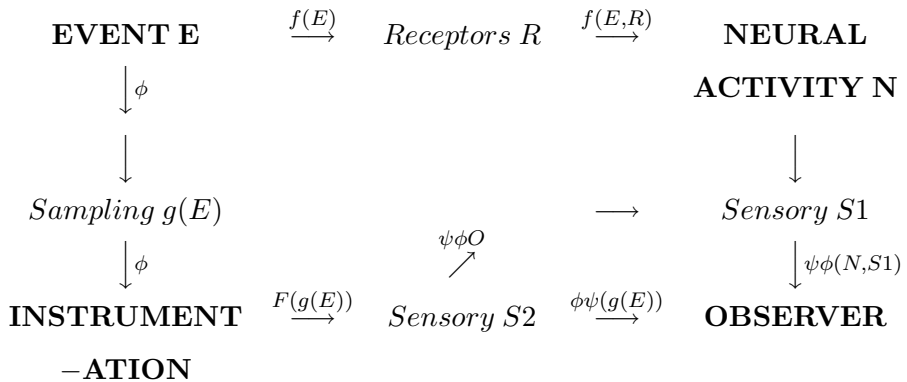 f(E) f(E,R)
EVENT E ⟶ Receptors R ⟶ NEURAL
↓ϕ ACTIVITY N
↓ ↓
Sampling g(E) ⟶ Sensory S1
ψϕO
↓ϕ ↗ ↓ψϕ(N,S1)
F(g(E)) ϕψ(g(E))
INSTRUMENT ⟶ Sensory S2 ⟶ OBSERVER
−ATION